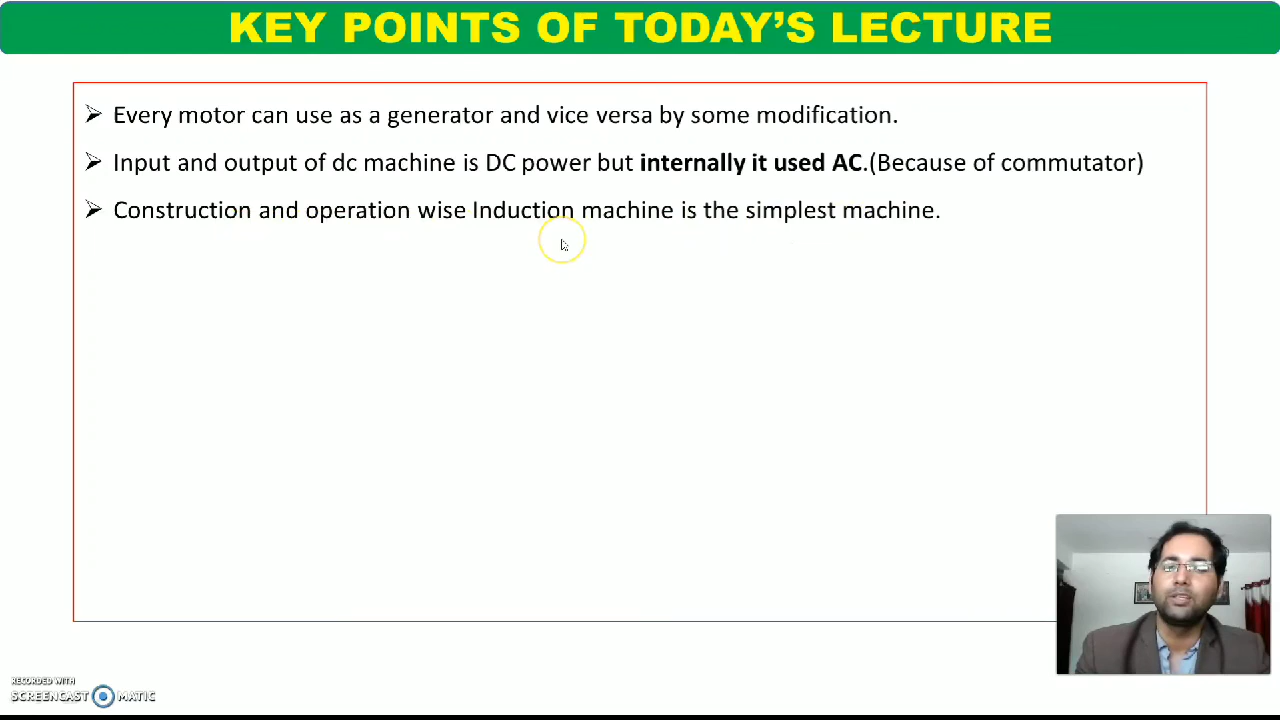 KEY POINTS OF TODAY'S LECTURE
➢ Every motor can use as a generator and vice versa by some modification.
➢ Input and output of dc machine is DC power but internally it used AC.(Because of commutator)
➢ Construction and operation wise Induction machine is the simplest machine.
RECORDED WITH
SCREENCAST MATIC